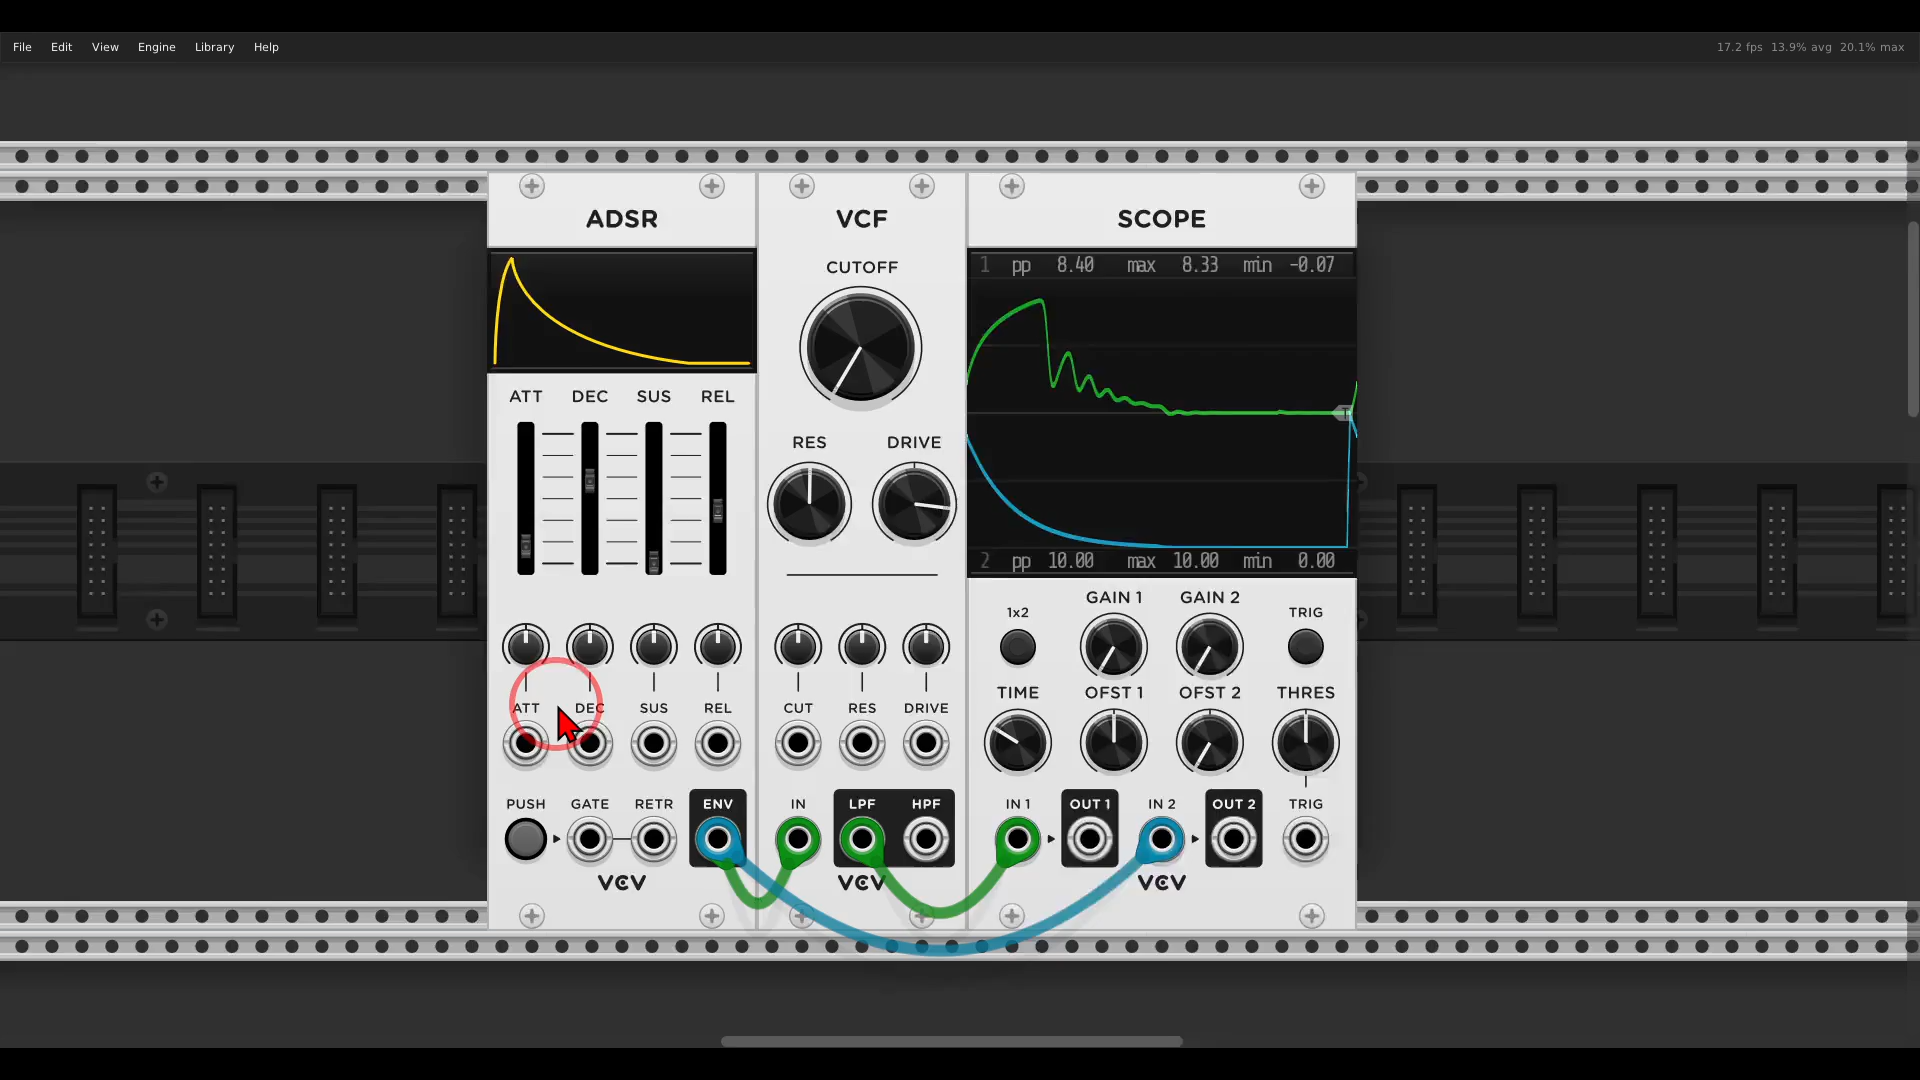 File Edit View Engine Library Help
17.2 fps 13.9% avg 20.1% max
ADSR
VCF
SCOPE
CUTOFF
1 pp 8.40 max 8.33 min -0.07
ATT DEC SUS REL
RES DRIVE
2 pp 10.00 max 10.00 min 0.00
GAIN 1 GAIN 2
1x2 TRIG
TIME OFST 1 OFST 2 THRES
ATT DEC SUS REL
CUT RES DRIVE
PUSH GATE RETR ENV
IN LPF HPF
IN 1 OUT 1 IN 2 OUT 2 TRIG
VCV
VCV
VCV